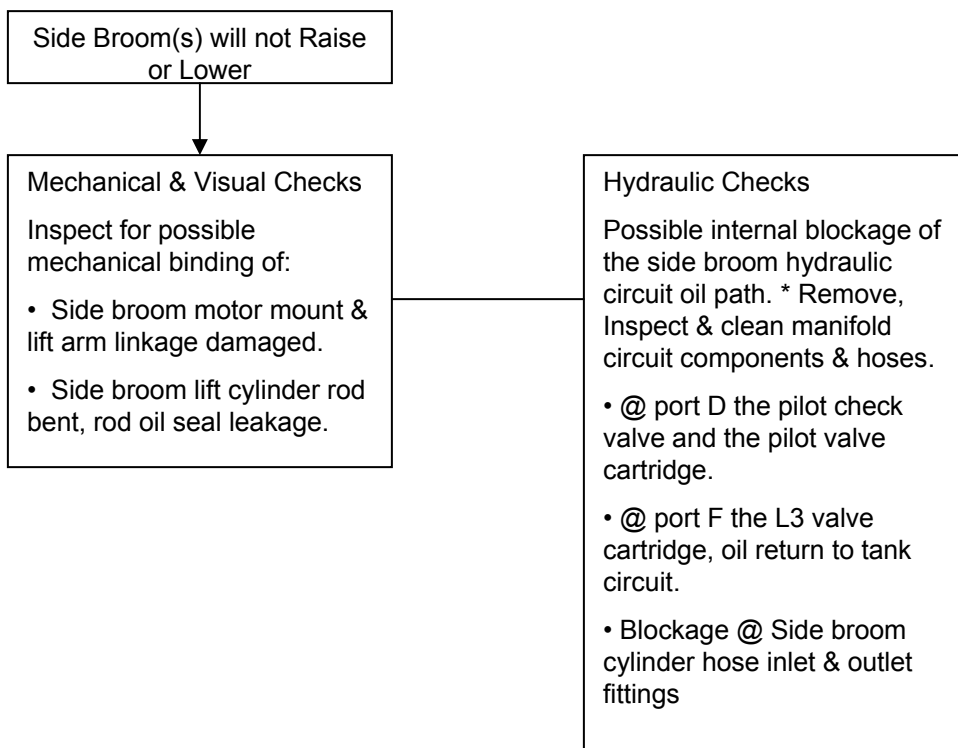 Side Broom(s) will not Raise
or Lower
Mechanical & Visual Checks
Inspect for possible
mechanical binding of:
• Side broom motor mount &
lift arm linkage damaged.
• Side broom lift cylinder rod
bent, rod oil seal leakage.
Hydraulic Checks
Possible internal blockage of
the side broom hydraulic
circuit oil path. * Remove,
Inspect & clean manifold
circuit components & hoses.
• @ port D the pilot check
valve and the pilot valve
cartridge.
• @ port F the L3 valve
cartridge, oil return to tank
circuit.
• Blockage @ Side broom
cylinder hose inlet & outlet
fittings